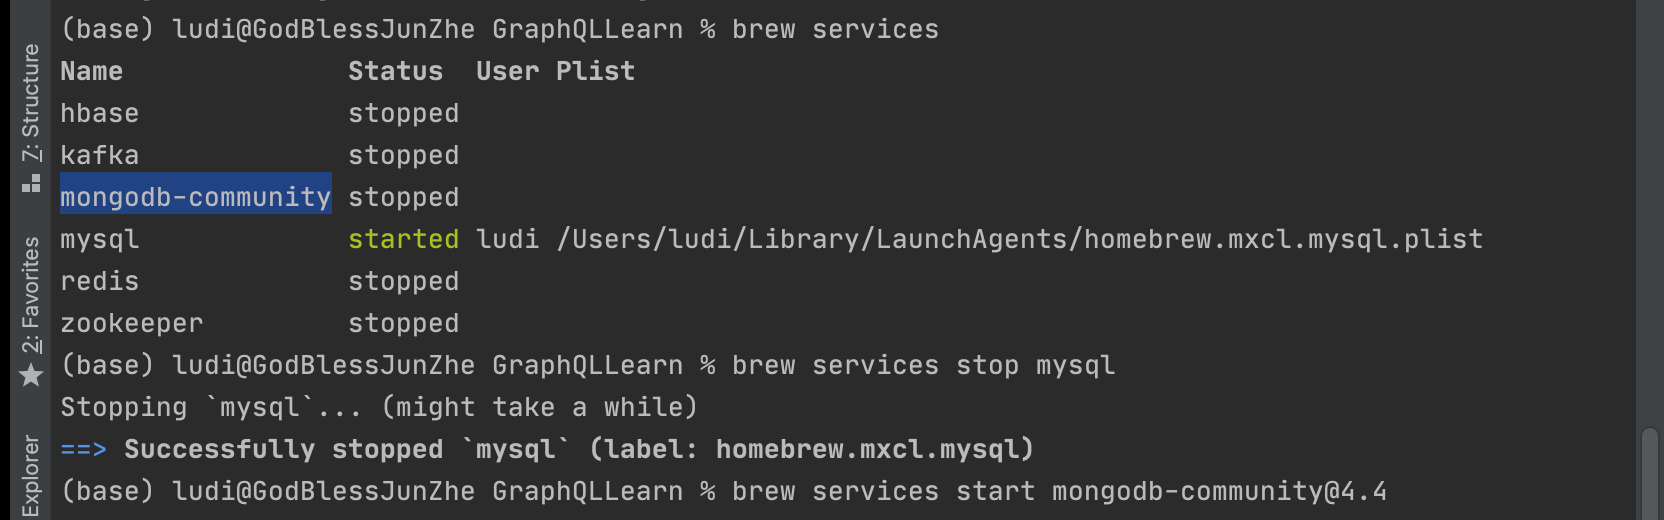 (base) ludi@GodBlessJunZhe GraphQLLearn % brew services
Name Status User Plist
hbase stopped
kafka stopped
mongodb-community stopped
mysql started ludi /Users/ludi/Library/LaunchAgents/homebrew.mxcl.mysql.plist
redis stopped
zookeeper stopped
(base) ludi@GodBlessJunZhe GraphQLLearn % brew services stop mysql
Stopping `mysql`... (might take a while)
==> Successfully stopped `mysql` (label: homebrew.mxcl.mysql)
(base) ludi@GodBlessJunZhe GraphQLLearn % brew services start mongodb-community@4.4
7: Structure
2: Favorites
Explorer